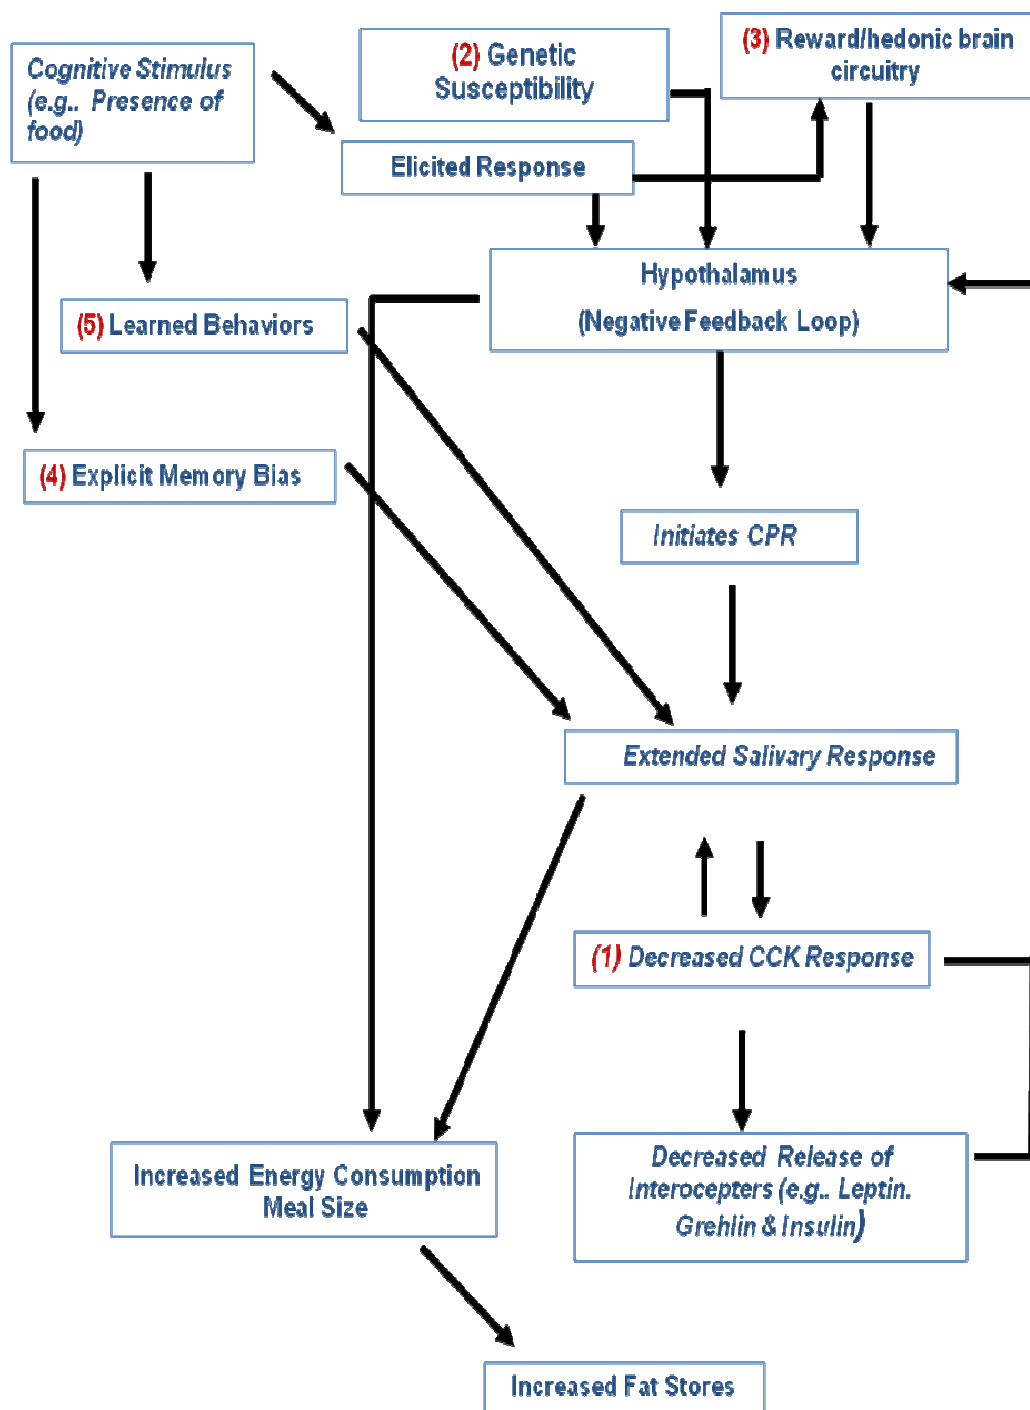 Cognitive Stimulus
(e.g.. Presence of
food)
(2) Genetic
Susceptibility
(3) Reward/hedonic brain
circuitry
Elicited Response
Hypothalamus
(Negative Feedback Loop)
(5) Learned Behaviors
(4) Explicit Memory Bias
Initiates CPR
Extended Salivary Response
(1) Decreased CCK Response
Increased Energy Consumption
Meal Size
Decreased Release of
Interocepters (e.g.. Leptin.
Grehlin & Insulin)
Increased Fat Stores